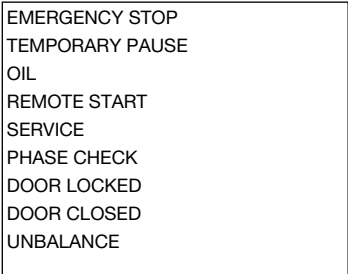 EMERGENCY STOP
TEMPORARY PAUSE
OIL
REMOTE START
SERVICE
PHASE CHECK
DOOR LOCKED
DOOR CLOSED
UNBALANCE